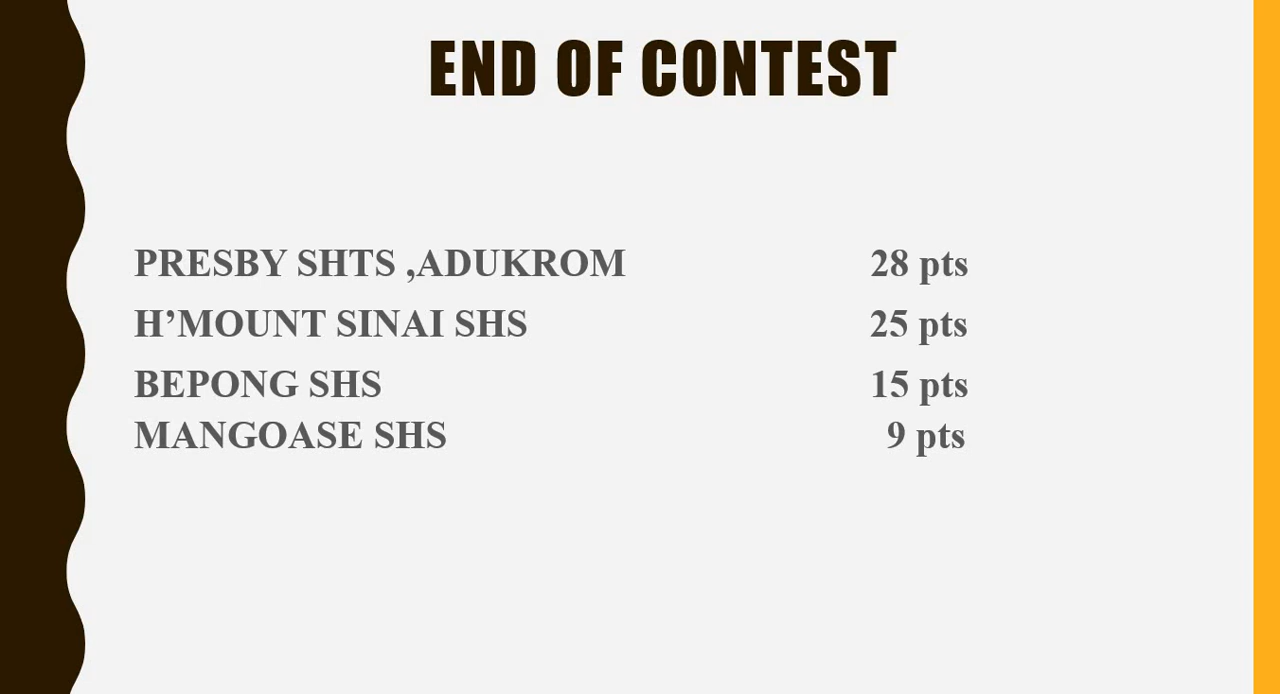 END OF CONTEST
PRESBY SHTS ,ADUKROM 28 pts
H’MOUNT SINAI SHS 25 pts
BEPONG SHS 15 pts
MANGOASE SHS 9 pts